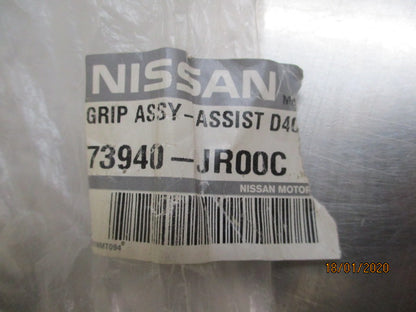 NISSAN
GRIP ASSY-ASSIST D40
73940-JR00C
NISSAN MOTOR
18/01/2020